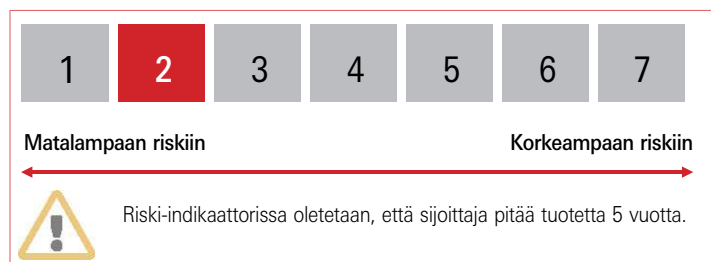 1 2 3 4 5 6 7
Matalampaan riskiin Korkeampaan riskiin
Riski-indikaattorissa oletetaan, että sijoittaja pitää tuotetta 5 vuotta.